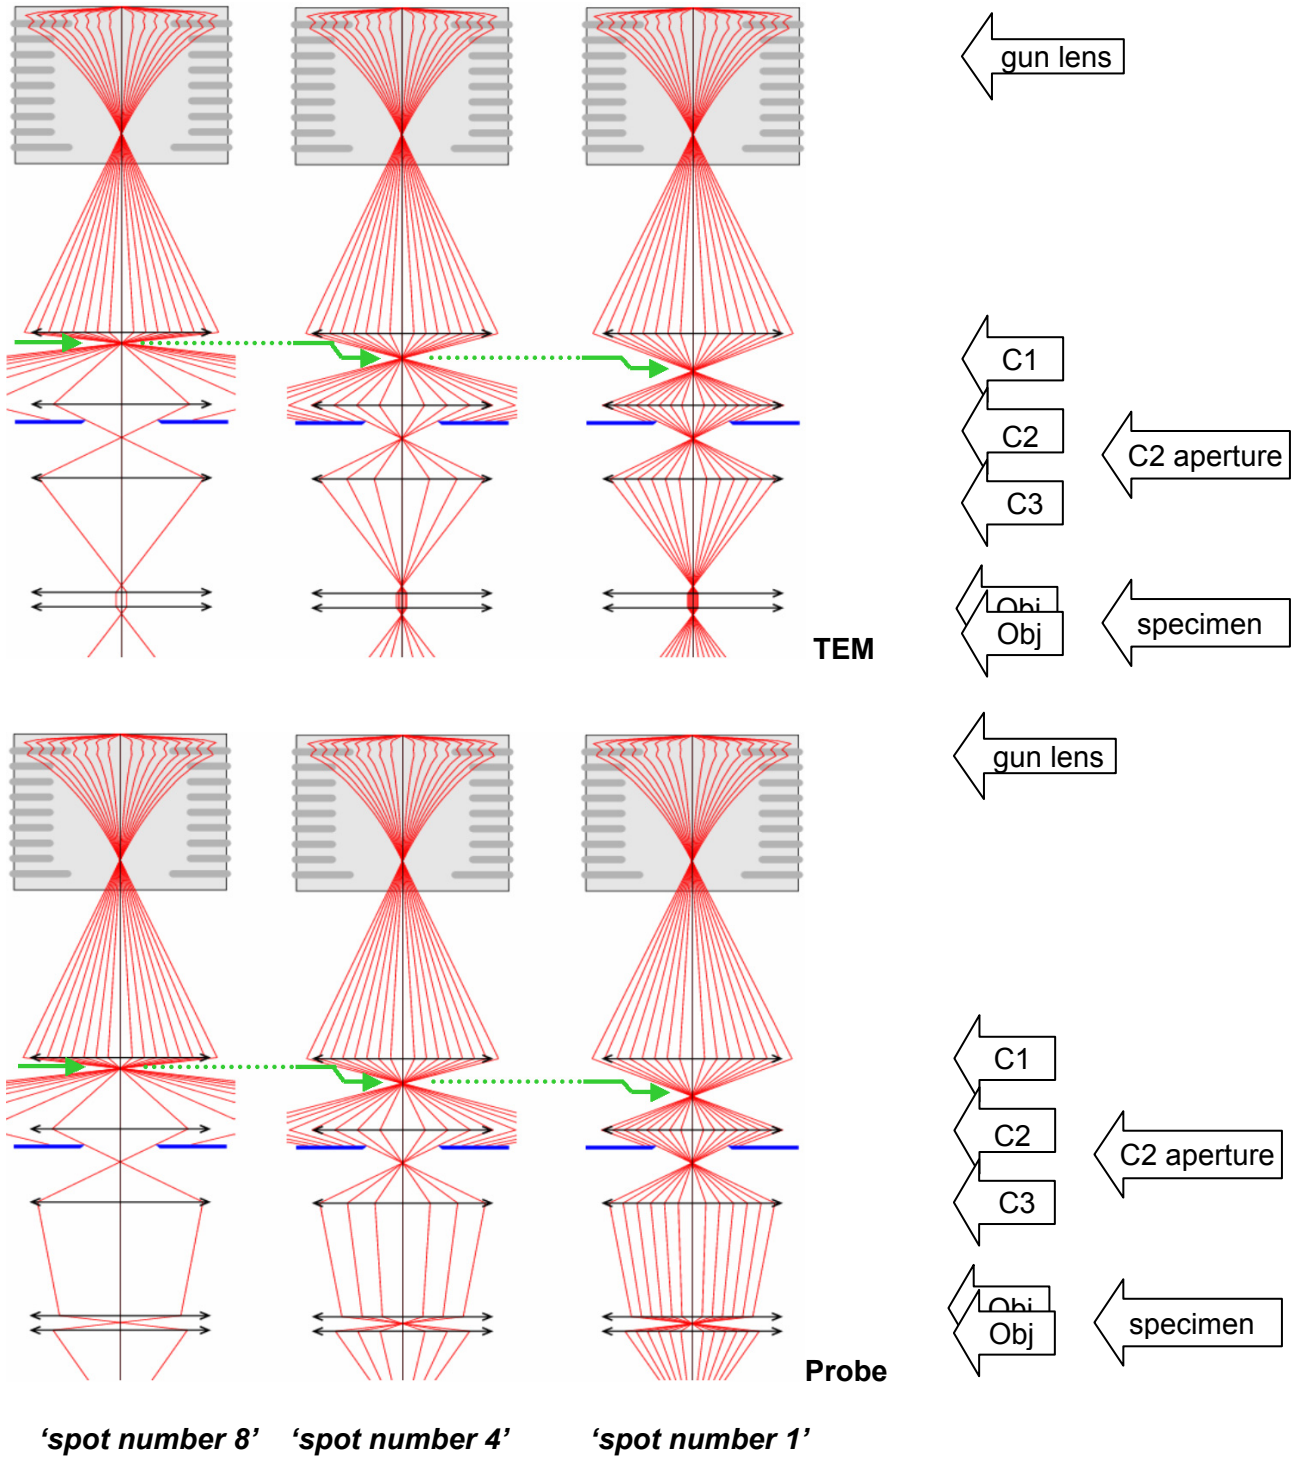 gun lens
C1
C2
C2 aperture
C3
Obj
Obj
specimen
TEM
gun lens
C1
C2
C2 aperture
C3
Obj
Obj
specimen
Probe
‘spot number 8’ ‘spot number 4’ ‘spot number 1’